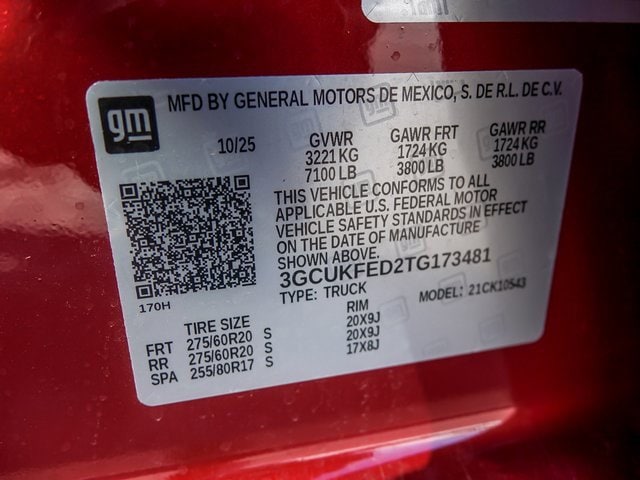 gm
MFD BY GENERAL MOTORS DE MEXICO, S. DE R.L. DE C.V.
10/25 GVWR GAWR FRT GAWR RR
3221 KG 1724 KG 1724 KG
7100 LB 3800 LB 3800 LB
THIS VEHICLE CONFORMS TO ALL
APPLICABLE U.S. FEDERAL MOTOR
VEHICLE SAFETY STANDARDS IN EFFECT
ON THE DATE OF MANUFACTURE
SHOWN ABOVE.
3GCUKFED2TG173481
170H TYPE: TRUCK MODEL: 21CK10543
TIRE SIZE RIM
FRT 275/60R20 S 20X9J
RR 275/60R20 S 20X9J
SPA 255/80R17 S 17X8J